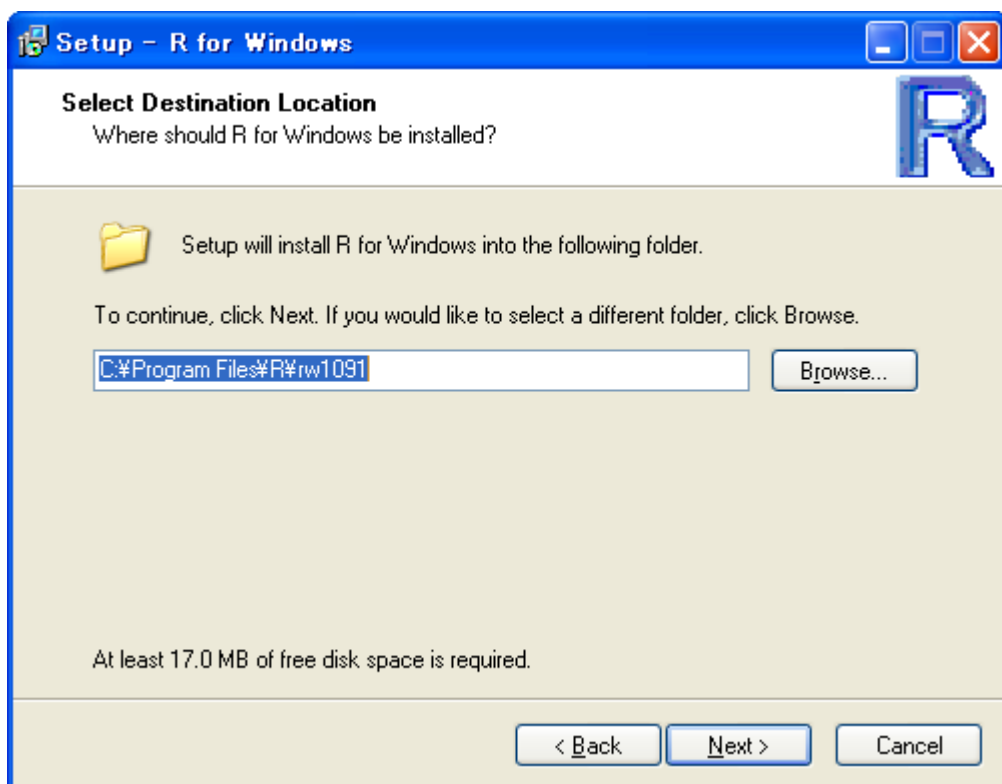 Setup - R for Windows
Select Destination Location
Where should R for Windows be installed?
R
Setup will install R for Windows into the following folder.
To continue, click Next. If you would like to select a different folder, click Browse.
C:¥Program Files¥R¥rw1091
Browse...
At least 17.0 MB of free disk space is required.
< Back
Next >
Cancel